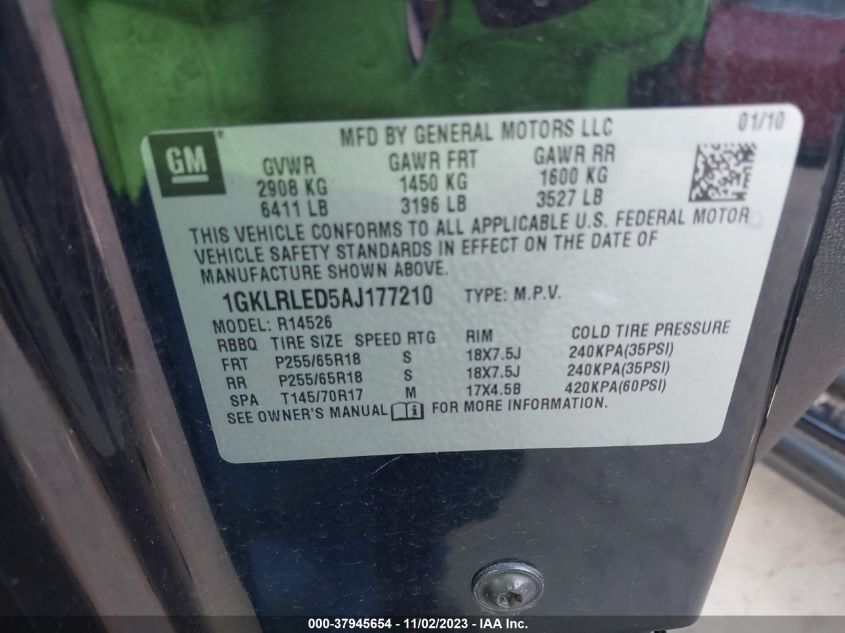 GM ®
MFD BY GENERAL MOTORS LLC 01/10
GVWR GAWR FRT GAWR RR
2908 KG 1450 KG 1600 KG
6411 LB 3196 LB 3527 LB
THIS VEHICLE CONFORMS TO ALL APPLICABLE U.S. FEDERAL MOTOR
VEHICLE SAFETY STANDARDS IN EFFECT ON THE DATE OF
MANUFACTURE SHOWN ABOVE.
1GKLRLED5AJ177210 TYPE: M.P.V.
MODEL: R14526
RBBQ TIRE SIZE SPEED RTG RIM COLD TIRE PRESSURE
FRT P255/65R18 S 18X7.5J 240KPA(35PSI)
RR P255/65R18 S 18X7.5J 240KPA(35PSI)
SPA T145/70R17 M 17X4.5B 420KPA(60PSI)
SEE OWNER'S MANUAL FOR MORE INFORMATION.
000-37945654 - 11/02/2023 - IAA Inc.